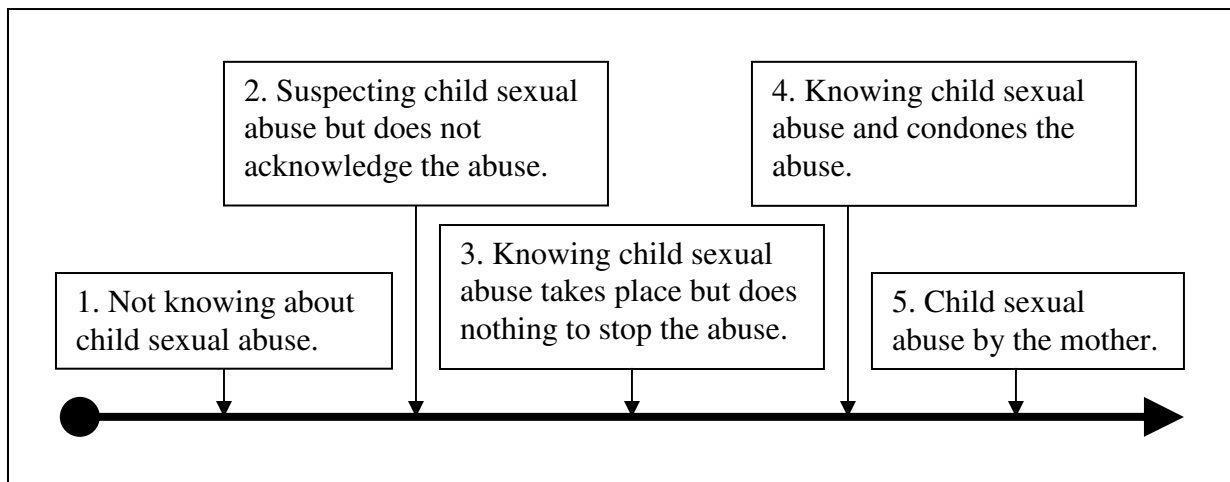 1. Not knowing about
child sexual abuse.
2. Suspecting child sexual
abuse but does not
acknowledge the abuse.
3. Knowing child sexual
abuse takes place but does
nothing to stop the abuse.
4. Knowing child sexual
abuse and condones the
abuse.
5. Child sexual
abuse by the mother.